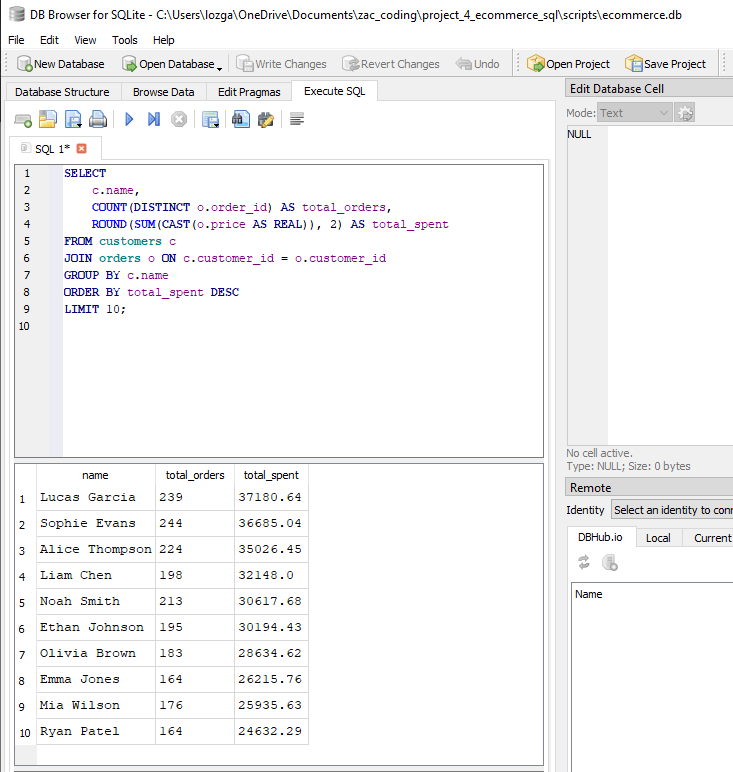 DB Browser for SQLite - C:\Users\lozga\OneDrive\Documents\zac_coding\project_4_ecommerce_sql\scripts\ecommerce.db
File Edit View Tools Help
New Database Open Database Write Changes Revert Changes Undo Open Project Save Project
Database Structure Browse Data Edit Pragmas Execute SQL
SQL 1*
1 SELECT
2 c.name,
3 COUNT(DISTINCT o.order_id) AS total_orders,
4 ROUND(SUM(CAST(o.price AS REAL)), 2) AS total_spent
5 FROM customers c
6 JOIN orders o ON c.customer_id = o.customer_id
7 GROUP BY c.name
8 ORDER BY total_spent DESC
9 LIMIT 10;
10
name total_orders total_spent
1 Lucas Garcia 239 37180.64
2 Sophie Evans 244 36685.04
3 Alice Thompson 224 35026.45
4 Liam Chen 198 32148.0
5 Noah Smith 213 30617.68
6 Ethan Johnson 195 30194.43
7 Olivia Brown 183 28634.62
8 Emma Jones 164 26215.76
9 Mia Wilson 176 25935.63
10 Ryan Patel 164 24632.29
Edit Database Cell
Mode: Text
NULL
No cell active.
Type: NULL; Size: 0 bytes
Remote
Identity Select an identity to conn
DBHub.io Local Current
Name